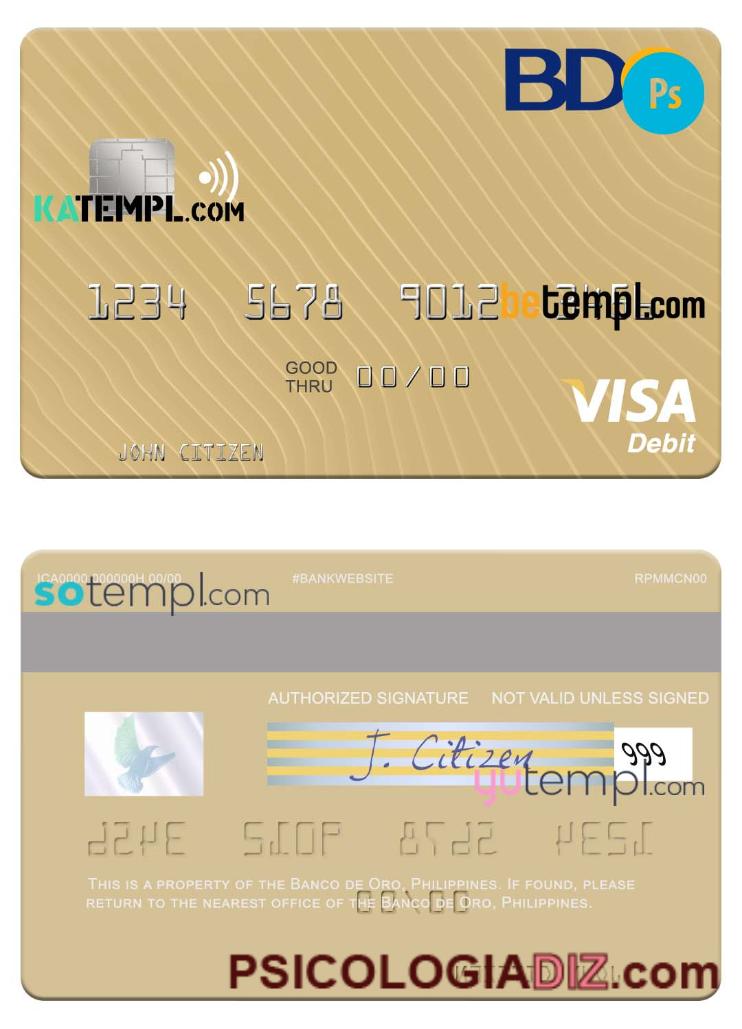 BDO
Ps
KATEMPL.COM
1234 5678 9012 3456
betempl.com
GOOD THRU 00/00
VISA
Debit
JOHN CITIZEN
ICA0000:000000H 00/00 #BANKWEBSITE RPMMCN00
sotempl.com
AUTHORIZED SIGNATURE NOT VALID UNLESS SIGNED
J. Citizen
999
yutempl.com
THIS IS A PROPERTY OF THE BANCO DE ORO, PHILIPPINES. IF FOUND, PLEASE
RETURN TO THE NEAREST OFFICE OF THE BANCO DE ORO, PHILIPPINES.
00/00
PSICOLOGIADIZ.com